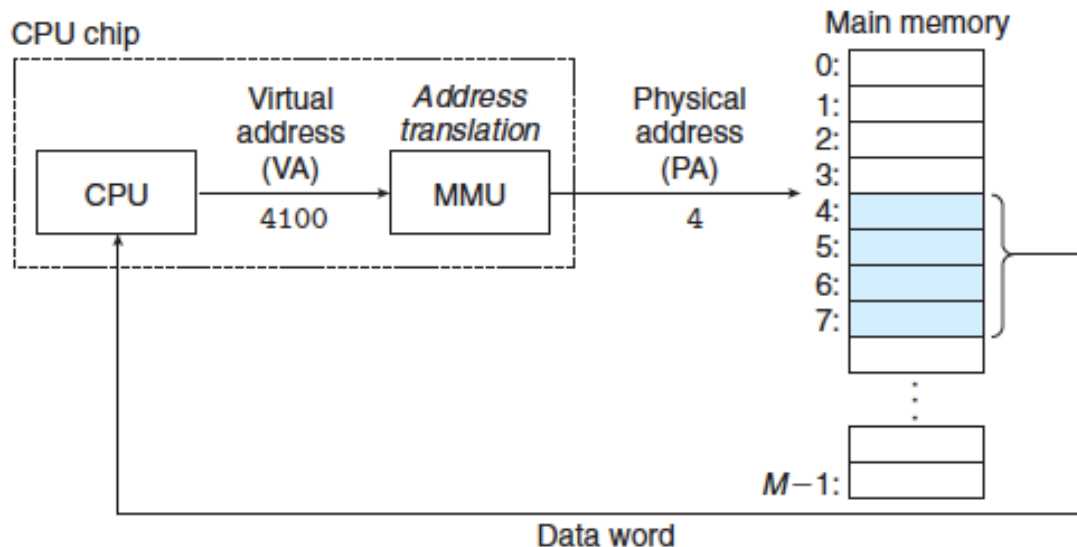 CPU chip
Main memory
Virtual
address
(VA)
Address
translation
Physical
address
(PA)
CPU
MMU
4100
4
0:
1:
2:
3:
4:
5:
6:
7:
M−1:
Data word